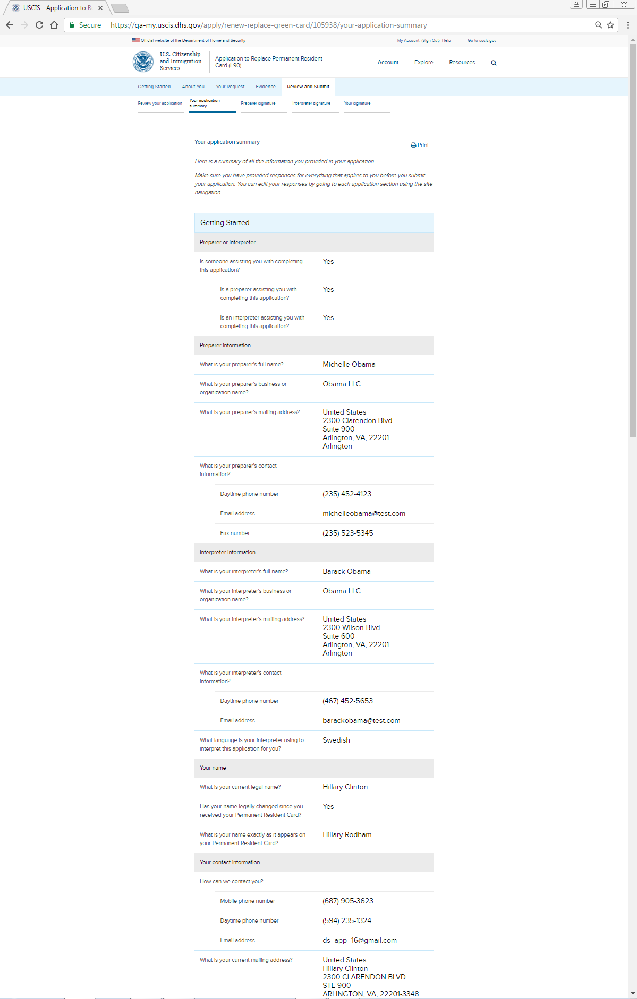 USCIS - Application to Re
Secure
https://qa-my.uscis.dhs.gov/apply/renew-replace-green-card/105938/your-application-summary
Official website of the Department of Homeland Security
My Account (Sign Out) Help
Go to uscis.gov
U.S. Citizenship
and Immigration
Services
Application to Replace Permanent Resident
Card (I-90)
Account
Explore
Resources
Getting Started
About You
Your Request
Evidence
Review and Submit
Review your application
Your application
summary
Preparer signature
Interpreter signature
Your signature
Your application summary
Print
Here is a summary of all the information you provided in your application.
Make sure you have provided responses for everything that applies to you before you submit
your application. You can edit your responses by going to each application section using the site
navigation.
Getting Started
Preparer or interpreter
Is someone assisting you with completing
this application?
Yes
Is a preparer assisting you with
completing this application?
Yes
Is an interpreter assisting you with
completing this application?
Yes
Preparer information
What is your preparer's full name?
Michelle Obama
What is your preparer's business or
organization name?
Obama LLC
What is your preparer's mailing address?
United States
2300 Clarendon Blvd
Suite 900
Arlington, VA, 22201
Arlington
What is your preparer's contact
information?
Daytime phone number
(235) 452-4123
Email address
michelleobama@test.com
Fax number
(235) 523-5345
Interpreter information
What is your interpreter's full name?
Barack Obama
What is your interpreter's business or
organization name?
Obama LLC
What is your interpreter's mailing address?
United States
2300 Wilson Blvd
Suite 600
Arlington, VA, 22201
Arlington
What is your interpreter's contact
information?
Daytime phone number
(467) 452-5653
Email address
barackobama@test.com
What language is your interpreter using to
interpret this application for you?
Swedish
Your name
What is your current legal name?
Hillary Clinton
Has your name legally changed since you
received your Permanent Resident Card?
Yes
What is your name exactly as it appears on
your Permanent Resident Card?
Hillary Rodham
Your contact information
How can we contact you?
Mobile phone number
(687) 905-3623
Daytime phone number
(594) 235-1324
Email address
ds_app_16@gmail.com
What is your current mailing address?
United States
Hillary Clinton
2300 CLARENDON BLVD
STE 900
ARLINGTON, VA, 22201-3348